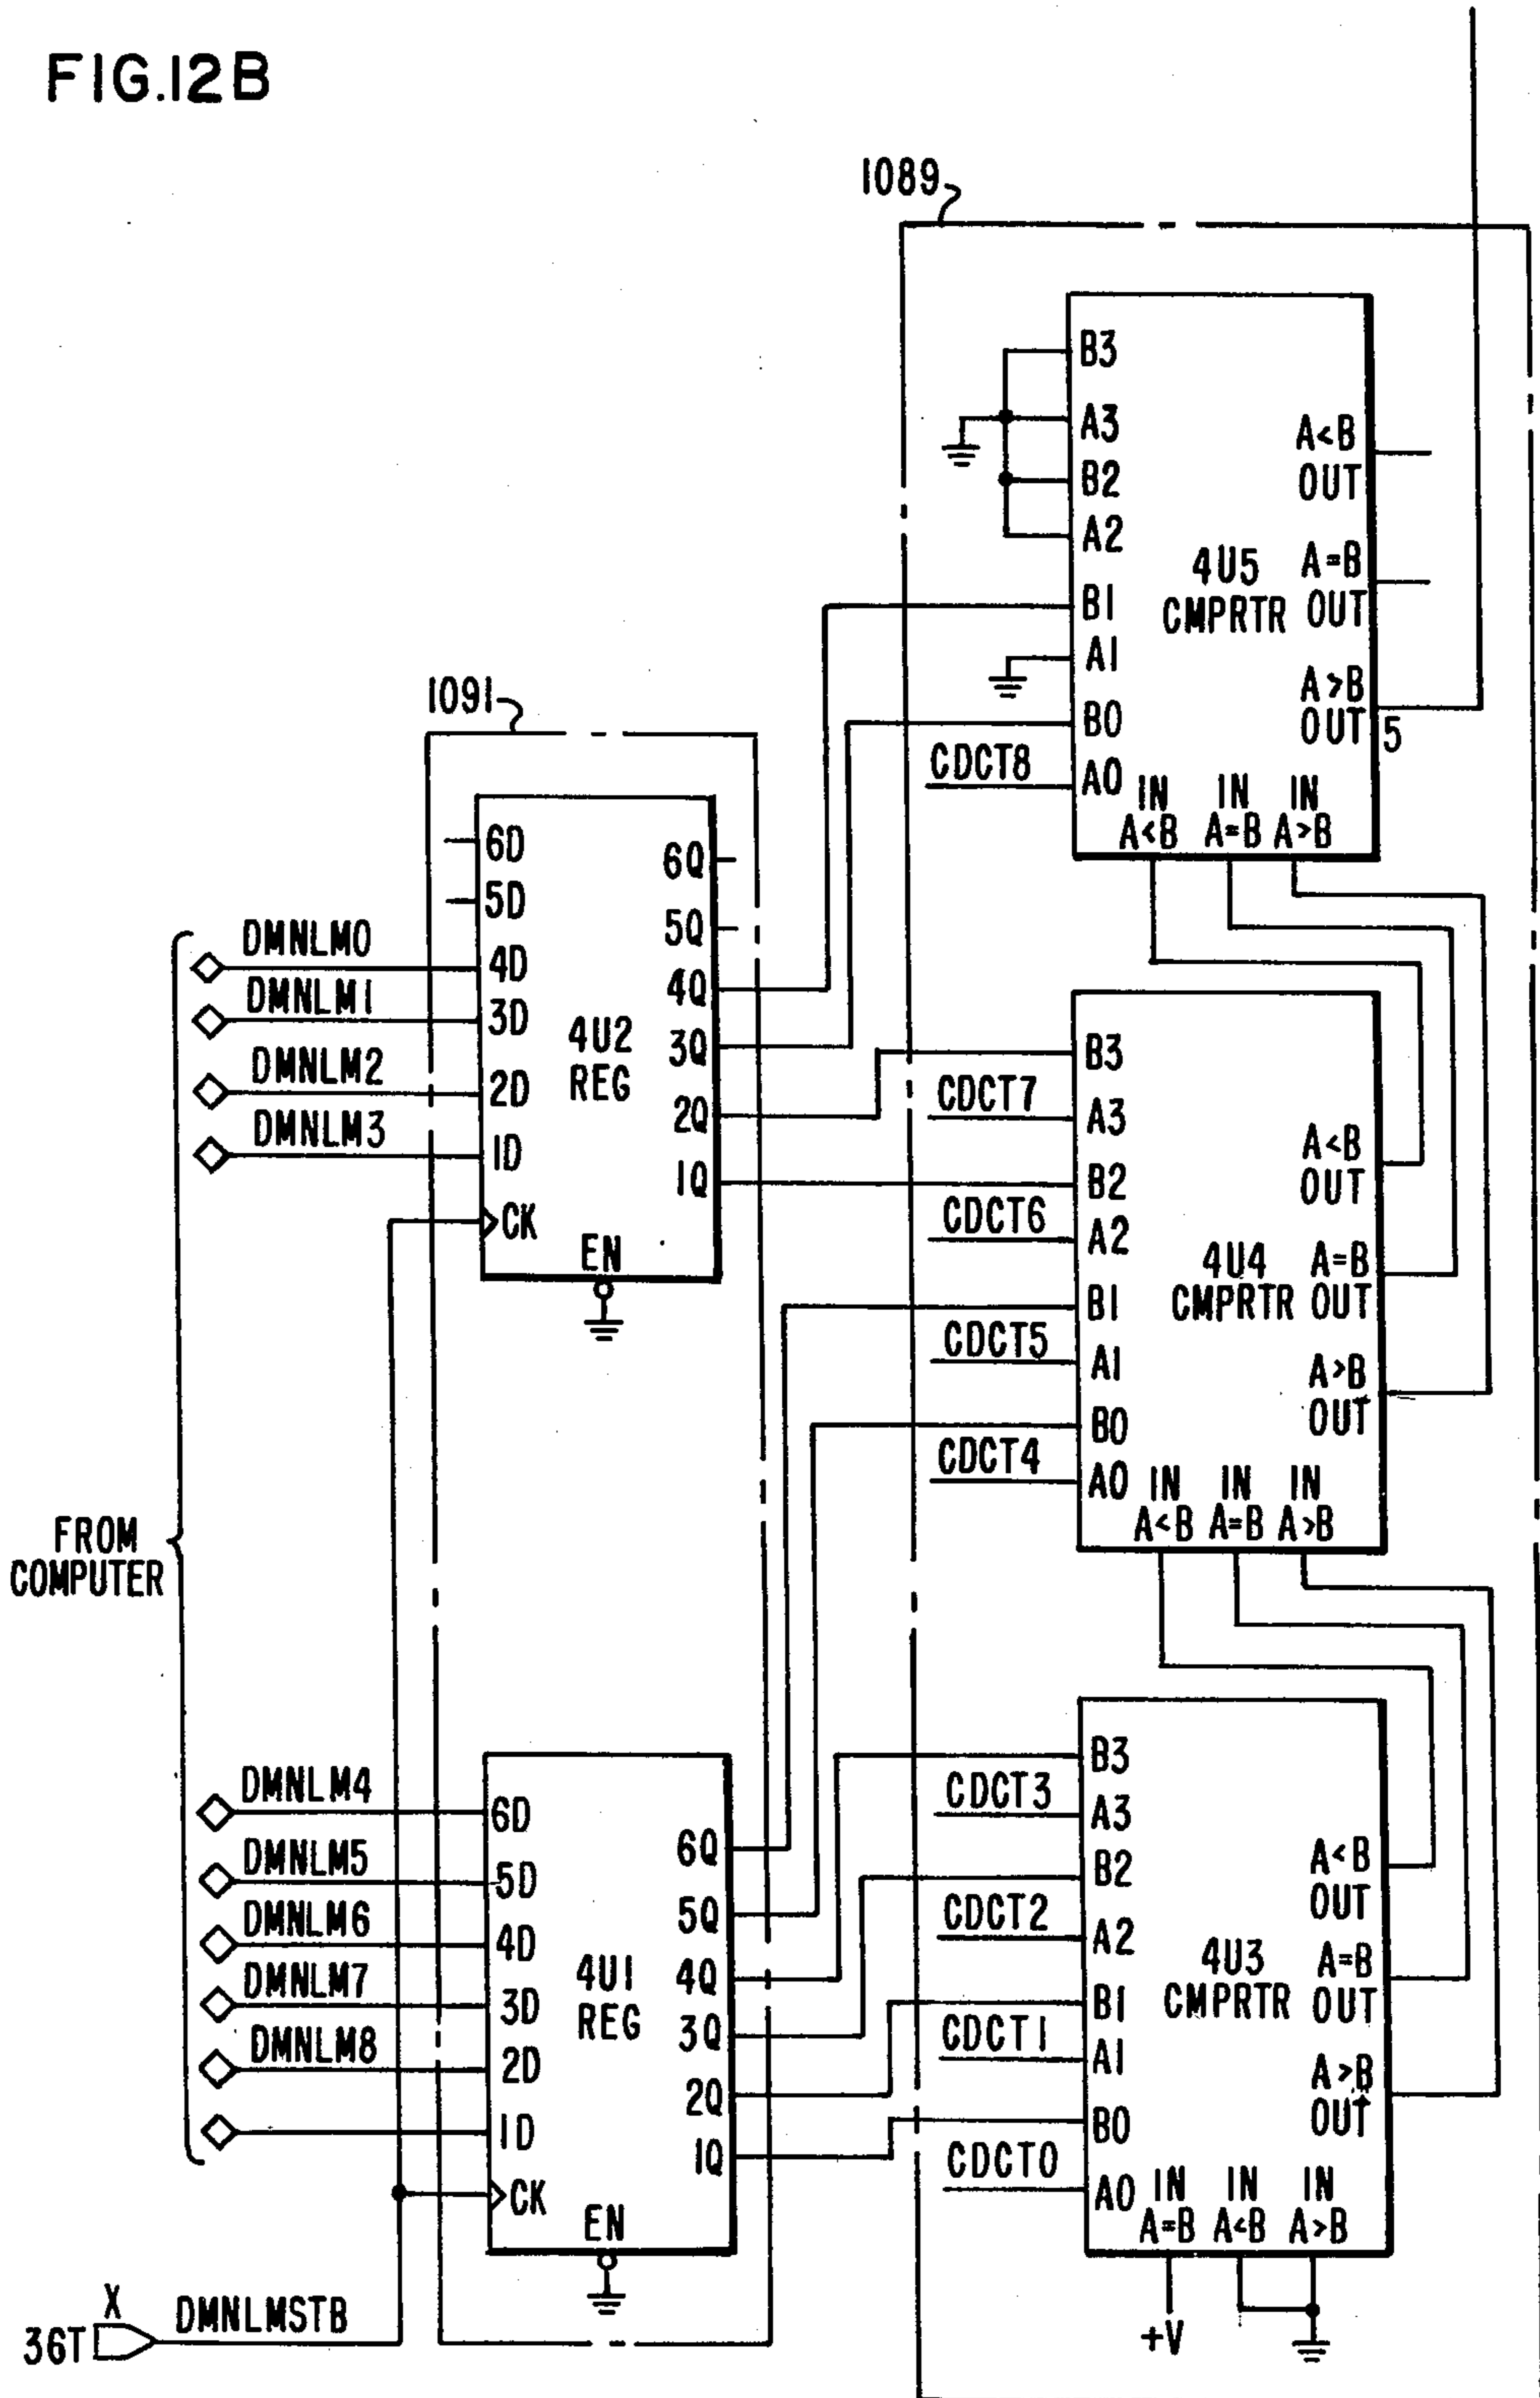 FIG.12B
1089
B3
A3
B2
A2
B1
A1
B0
CDCT8
A0
A<B
OUT
4U5
CMPRTR
A=B
OUT
A>B
OUT
5
IN
A<B
IN
A=B
IN
A>B
1091
6D
5D
DMNLM0
4D
DMNLM1
3D
DMNLM2
2D
DMNLM3
1D
CK
4U2
REG
EN
6Q
5Q
4Q
3Q
2Q
1Q
B3
CDCT7
A3
B2
CDCT6
A2
B1
CDCT5
A1
B0
CDCT4
A0
A<B
OUT
4U4
CMPRTR
A=B
OUT
A>B
OUT
IN
A<B
IN
A=B
IN
A>B
FROM
COMPUTER
DMNLM4
6D
DMNLM5
5D
DMNLM6
4D
DMNLM7
3D
DMNLM8
2D
1D
CK
4U1
REG
EN
6Q
5Q
4Q
3Q
2Q
1Q
B3
CDCT3
A3
B2
CDCT2
A2
B1
CDCT1
A1
B0
CDCT0
A0
A<B
OUT
4U3
CMPRTR
A=B
OUT
A>B
OUT
IN
A=B
IN
A<B
IN
A>B
+V
X
36T
DMNLMSTB